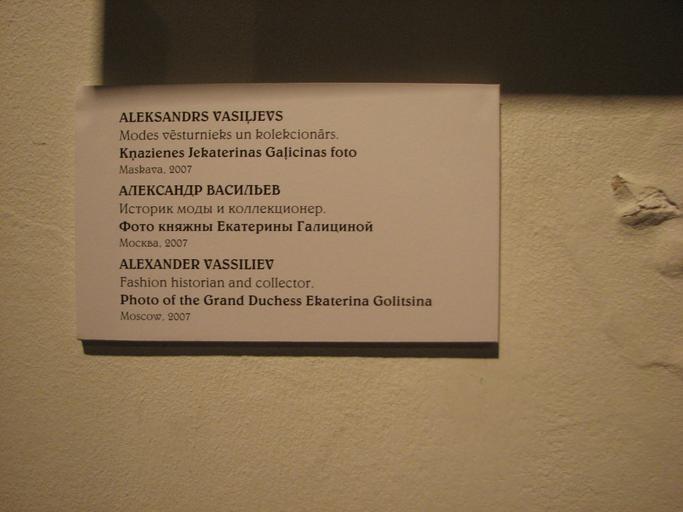 ALEKSANDRS VASIĻJEVS
Modes vēsturnieks un kolekcionārs.
Kņazienes Jekaterinas Gaļicinas foto
Maskava, 2007
АЛЕКСАНДР ВАСИЛЬЕВ
Историк моды и коллекционер.
Фото княжны Екатерины Галициной
Москва, 2007
ALEXANDER VASSILIEV
Fashion historian and collector.
Photo of the Grand Duchess Ekaterina Golitsina
Moscow, 2007